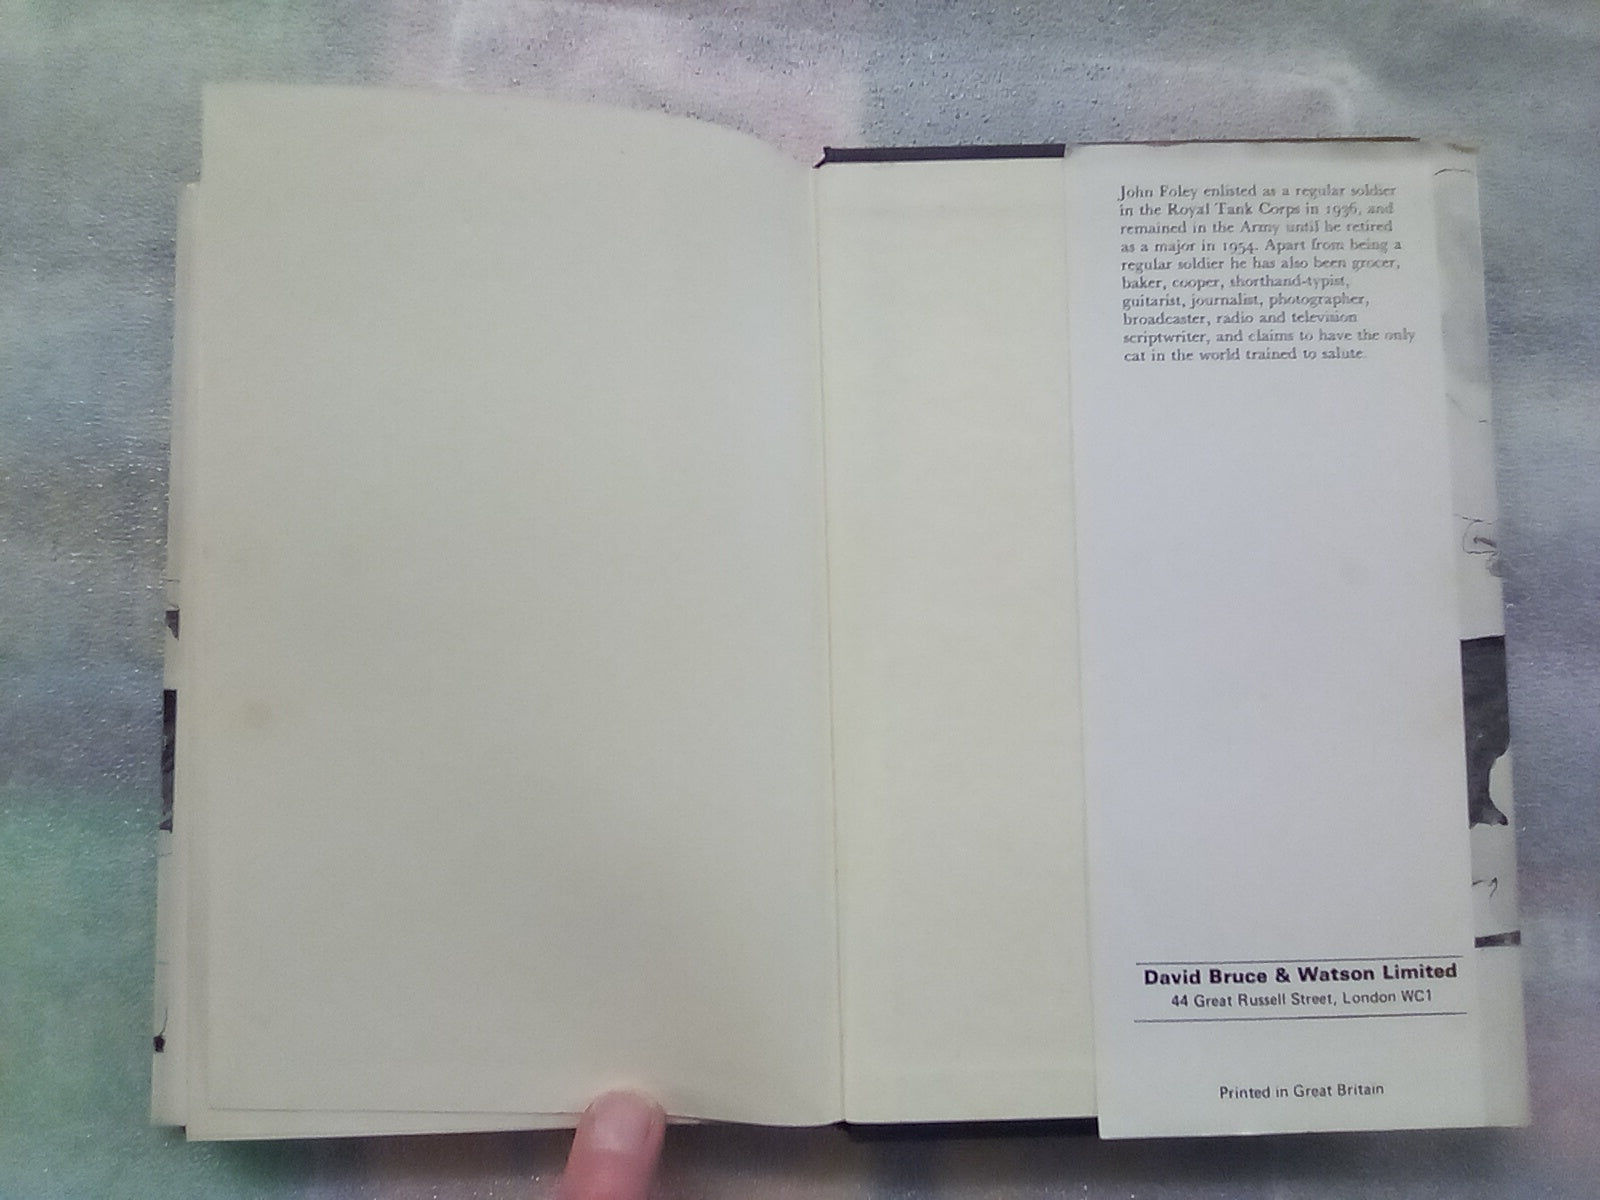 John Foley enlisted as a regular soldier
in the Royal Tank Corps in 1936, and
remained in the Army until he retired
as a major in 1954. Apart from being a
regular soldier he has also been grocer,
baker, cooper, shorthand-typist,
guitarist, journalist, photographer,
broadcaster, radio and television
scriptwriter, and claims to have the only
cat in the world trained to salute.
David Bruce & Watson Limited
44 Great Russell Street, London WC1
Printed in Great Britain